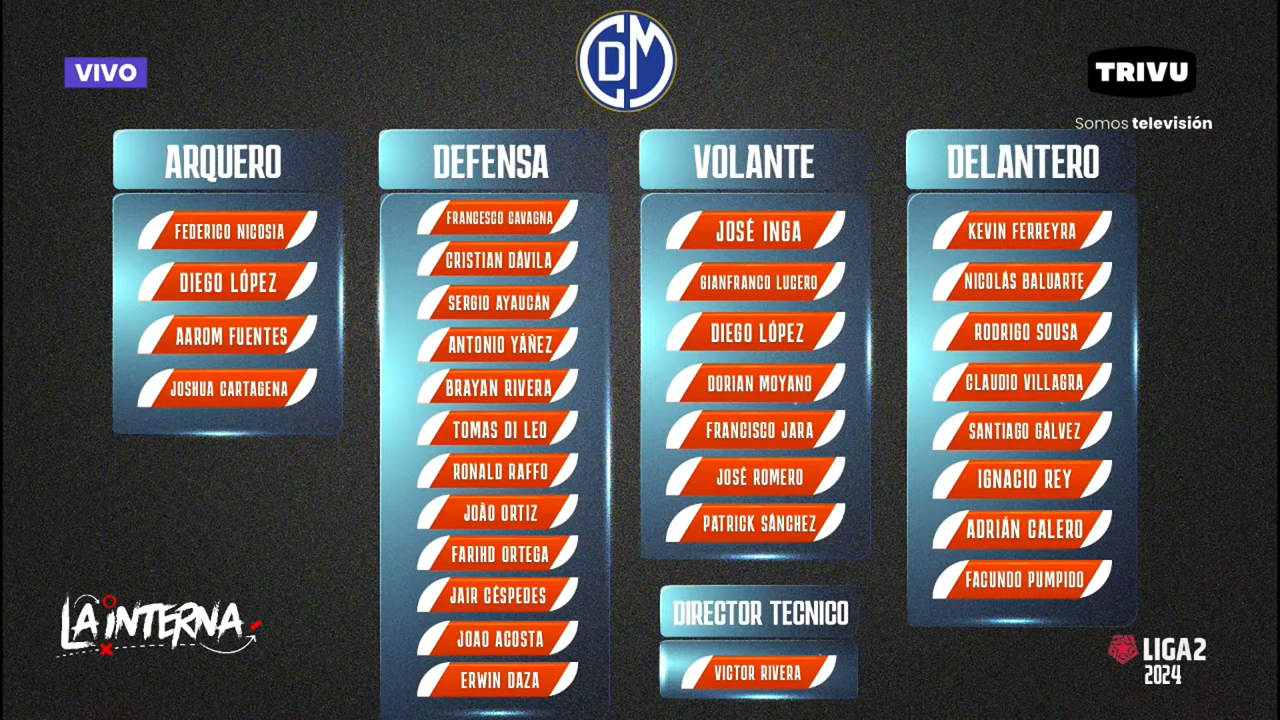 CDM
VIVO
TRIVU
Somos televisión
ARQUERO
FEDERICO NICOSIA
DIEGO LÓPEZ
AAROM FUENTES
JOSHUA CARTAGENA
DEFENSA
FRANCESCO CAVAGNA
CRISTIAN DÁVILA
SERGIO AYAUCÁN
ANTONIO YÁÑEZ
BRAYAN RIVERA
TOMAS DI LEO
RONALD RAFFO
JOÃO ORTIZ
FARIHD ORTEGA
JAIR CÉSPEDES
JOAO ACOSTA
ERWIN DAZA
VOLANTE
JOSÉ INGA
GIANFRANCO LUCERO
DIEGO LÓPEZ
DORIAN MOYANO
FRANCISCO JARA
JOSÉ ROMERO
PATRICK SÁNCHEZ
DIRECTOR TECNICO
VICTOR RIVERA
DELANTERO
KEVIN FERREYRA
NICOLÁS BALUARTE
RODRIGO SOUSA
CLAUDIO VILLAGRA
SANTIAGO GÁLVEZ
IGNACIO REY
ADRIÁN CALERO
FACUNDO PUMPIDO
LA INTERNA
LIGA2
2024